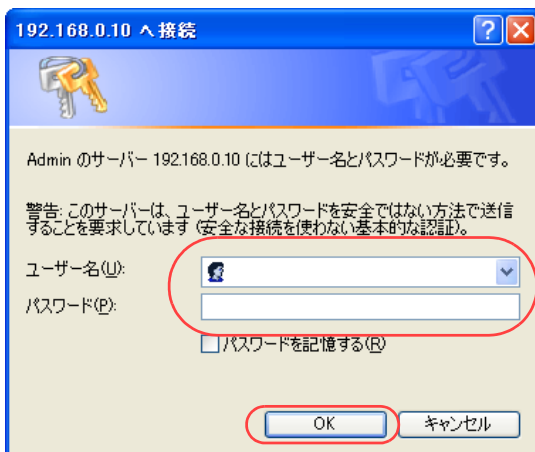 192.168.0.10 へ接続
Admin のサーバー 192.168.0.10 にはユーザー名とパスワードが必要です。
警告: このサーバーは、ユーザー名とパスワードを安全ではない方法で送信
することを要求しています (安全な接続を使わない基本的な認証)。
ユーザー名(U):
パスワード(P):
パスワードを記憶する(R)
OK
キャンセル